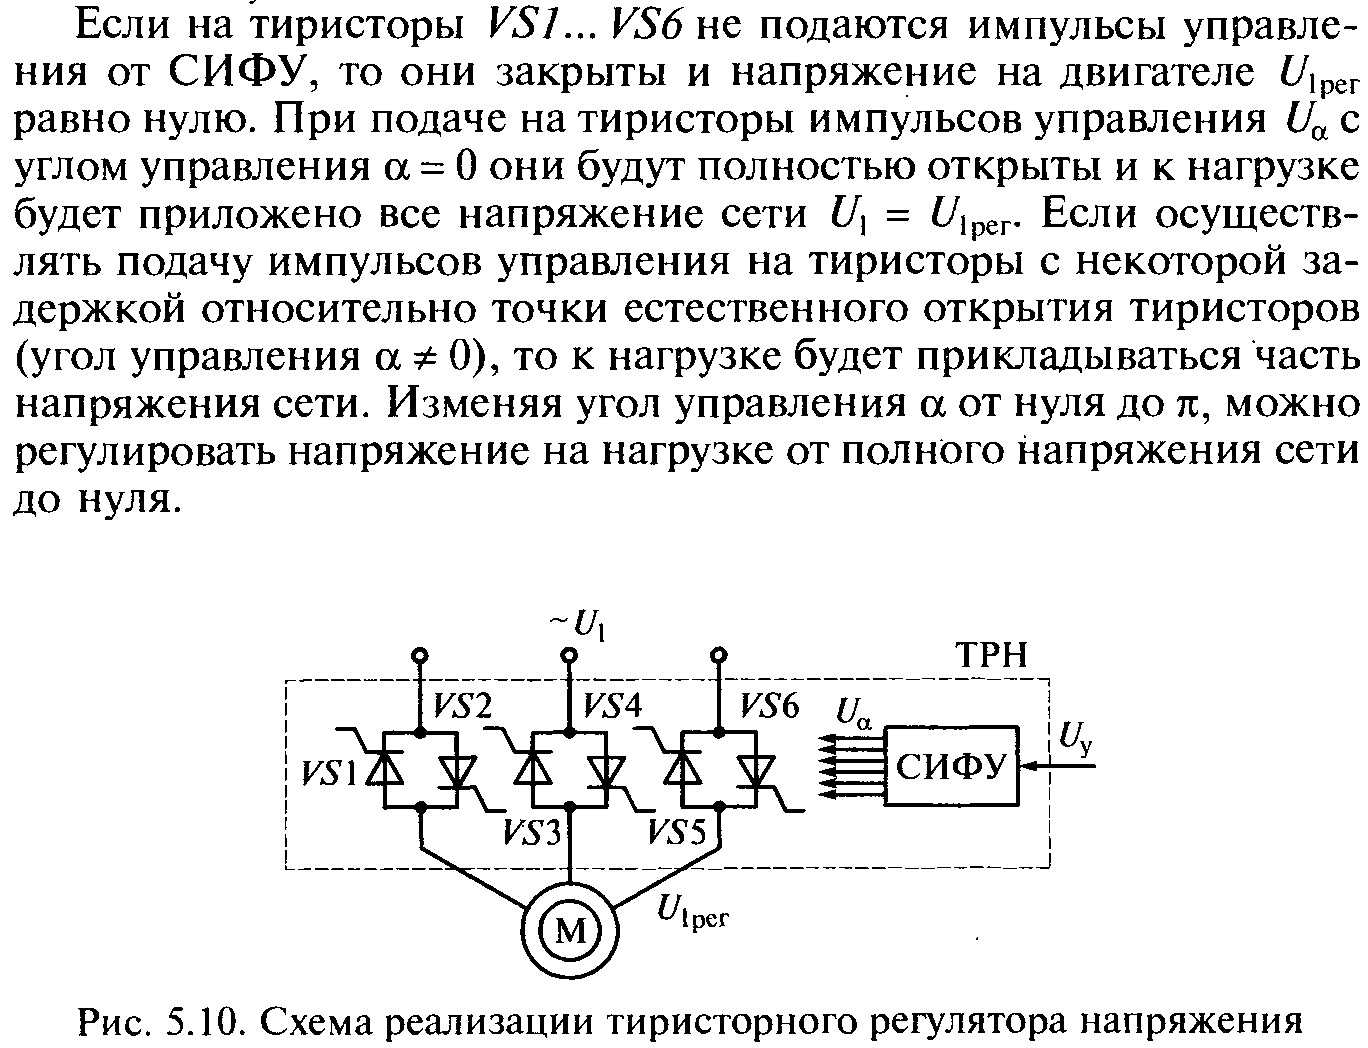 Если на тиристоры VS1... VS6 не подаются импульсы управле-
ния от СИФУ, то они закрыты и напряжение на двигателе U1рег
равно нулю. При подаче на тиристоры импульсов управления Uα с
углом управления α = 0 они будут полностью открыты и к нагрузке
будет приложено все напряжение сети U1 = U1рег. Если осуществ-
лять подачу импульсов управления на тиристоры с некоторой за-
держкой относительно точки естественного открытия тиристоров
(угол управления α ≠ 0), то к нагрузке будет прикладываться часть
напряжения сети. Изменяя угол управления α от нуля до π, можно
регулировать напряжение на нагрузке от полного напряжения сети
до нуля.
~U1
ТРН
VS2 VS4 VS6 Uα
Uу
VS1 СИФУ
VS3 VS5
U1рег
М
Рис. 5.10. Схема реализации тиристорного регулятора напряжения